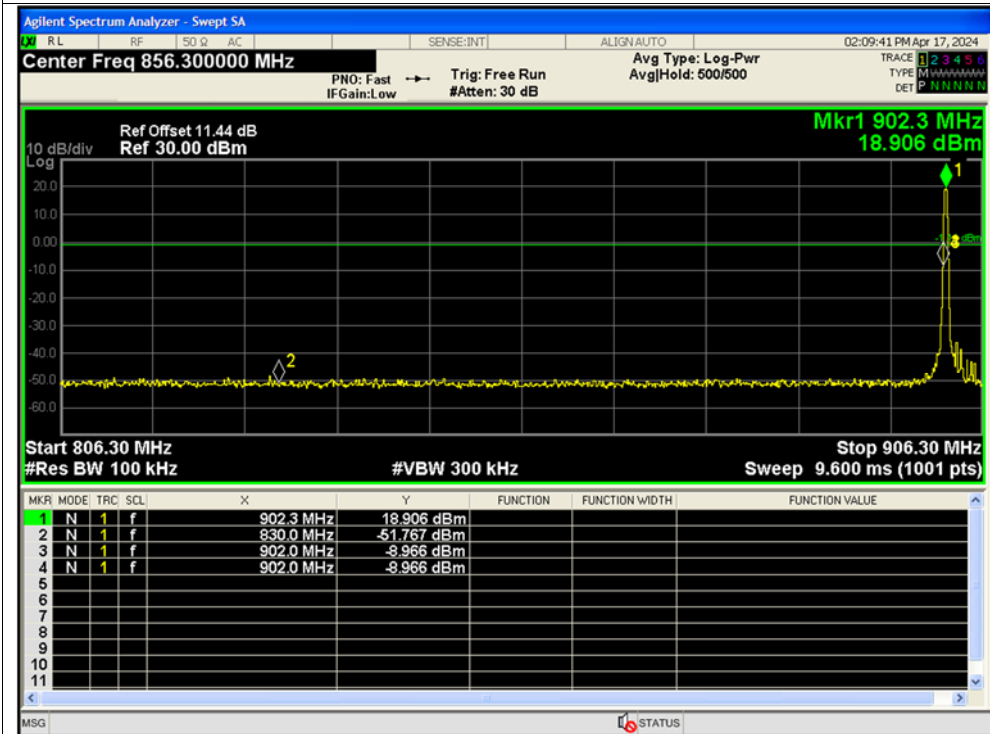 Agilent Spectrum Analyzer - Swept SA
RL RF 50 Ω AC SENSE:INT ALIGN AUTO 02:09:41 PM Apr 17, 2024
Center Freq 856.300000 MHz
PNO: Fast
IFGain:Low
Trig: Free Run
#Atten: 30 dB
Avg Type: Log-Pwr
Avg|Hold: 500/500
TRACE 1 2 3 4 5 6
TYPE M
DET P N N N N N
Mkr1 902.3 MHz
18.906 dBm
Ref Offset 11.44 dB
10 dB/div Ref 30.00 dBm
Log
1
20.0
10.0
0.00
-10.0
-20.0
-30.0
-40.0
2
-50.0
-60.0
Start 806.30 MHz Stop 906.30 MHz
#Res BW 100 kHz #VBW 300 kHz Sweep 9.600 ms (1001 pts)
MKR MODE TRC SCL X Y FUNCTION FUNCTION WIDTH FUNCTION VALUE
1 N 1 f 902.3 MHz 18.906 dBm
2 N 1 f 830.0 MHz -51.767 dBm
3 N 1 f 902.0 MHz -8.966 dBm
4 N 1 f 902.0 MHz -8.966 dBm
5
6
7
8
9
10
11
MSG STATUS